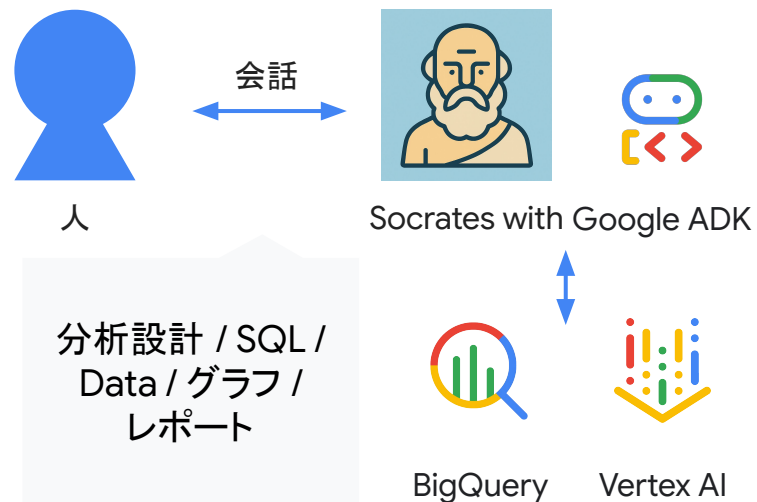 会話
人
Socrates with Google ADK
分析設計 / SQL /
Data / グラフ /
レポート
BigQuery
Vertex AI